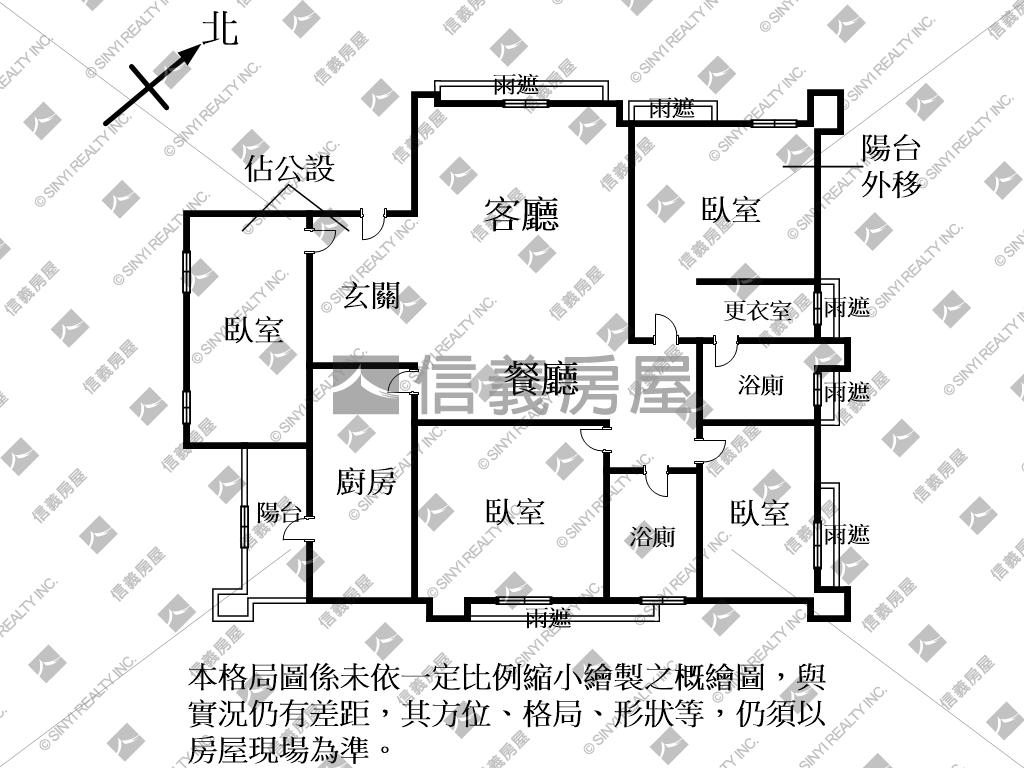 北
雨遮
雨遮
陽台
外移
佔公設
客廳
臥室
玄關
更衣室
雨遮
臥室
信義房屋
餐廳
浴廁
雨遮
廚房
陽台
臥室
臥室
浴廁
雨遮
雨遮
本格局圖係未依一定比例縮小繪製之概繪圖，與
實況仍有差距，其方位、格局、形狀等，仍須以
房屋現場為準。
信義房屋
© SINYI REALTY INC.